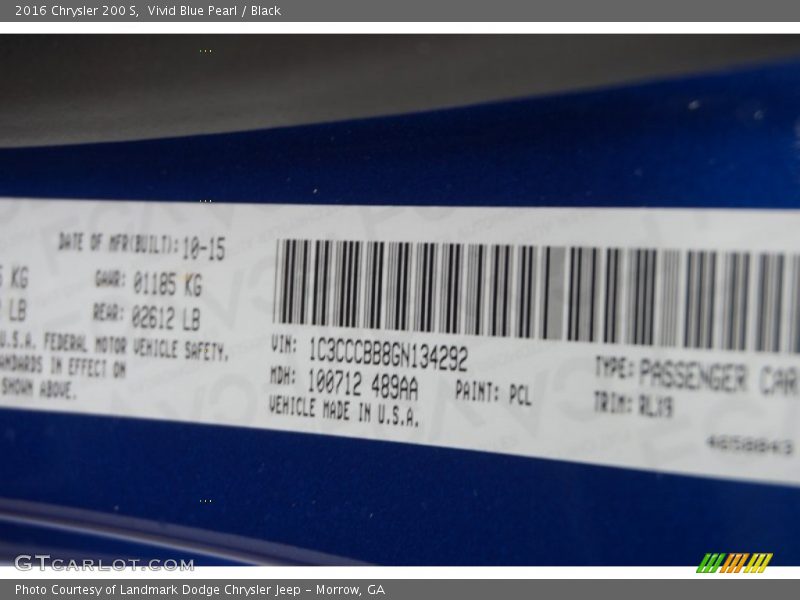 2016 Chrysler 200 S, Vivid Blue Pearl / Black
DATE OF MFR(BUILT): 10-15
KG GAWR: 01185 KG
LB REAR: 02612 LB
U.S.A. FEDERAL MOTOR VEHICLE SAFETY.
IN EFFECT ON
SHOWN ABOVE.
VIN: 1C3CCCBB8GN134292
MDH: 100712 489AA PAINT: PCL
VEHICLE MADE IN U.S.A.
TYPE: PASSENGER CAR
TRIM: RLY9
4658843
GTCARLOT.COM
Photo Courtesy of Landmark Dodge Chrysler Jeep - Morrow, GA